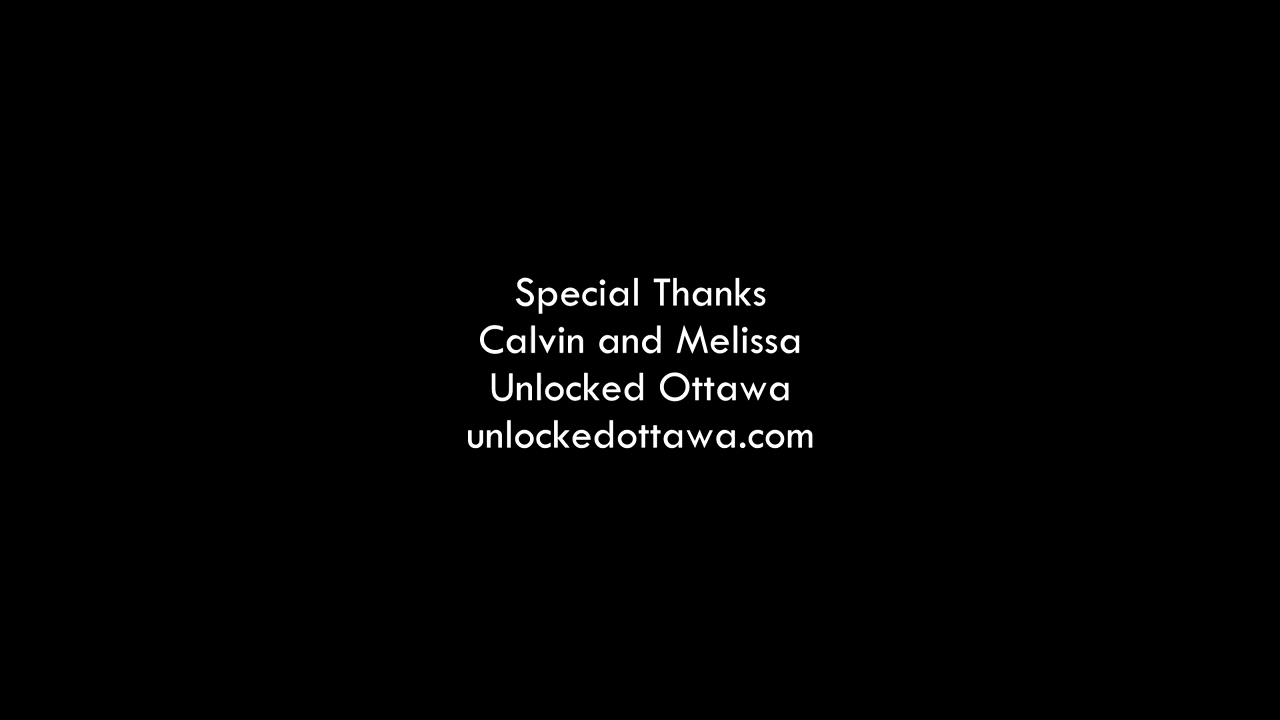 Special Thanks
Calvin and Melissa
Unlocked Ottawa
unlockedottawa.com